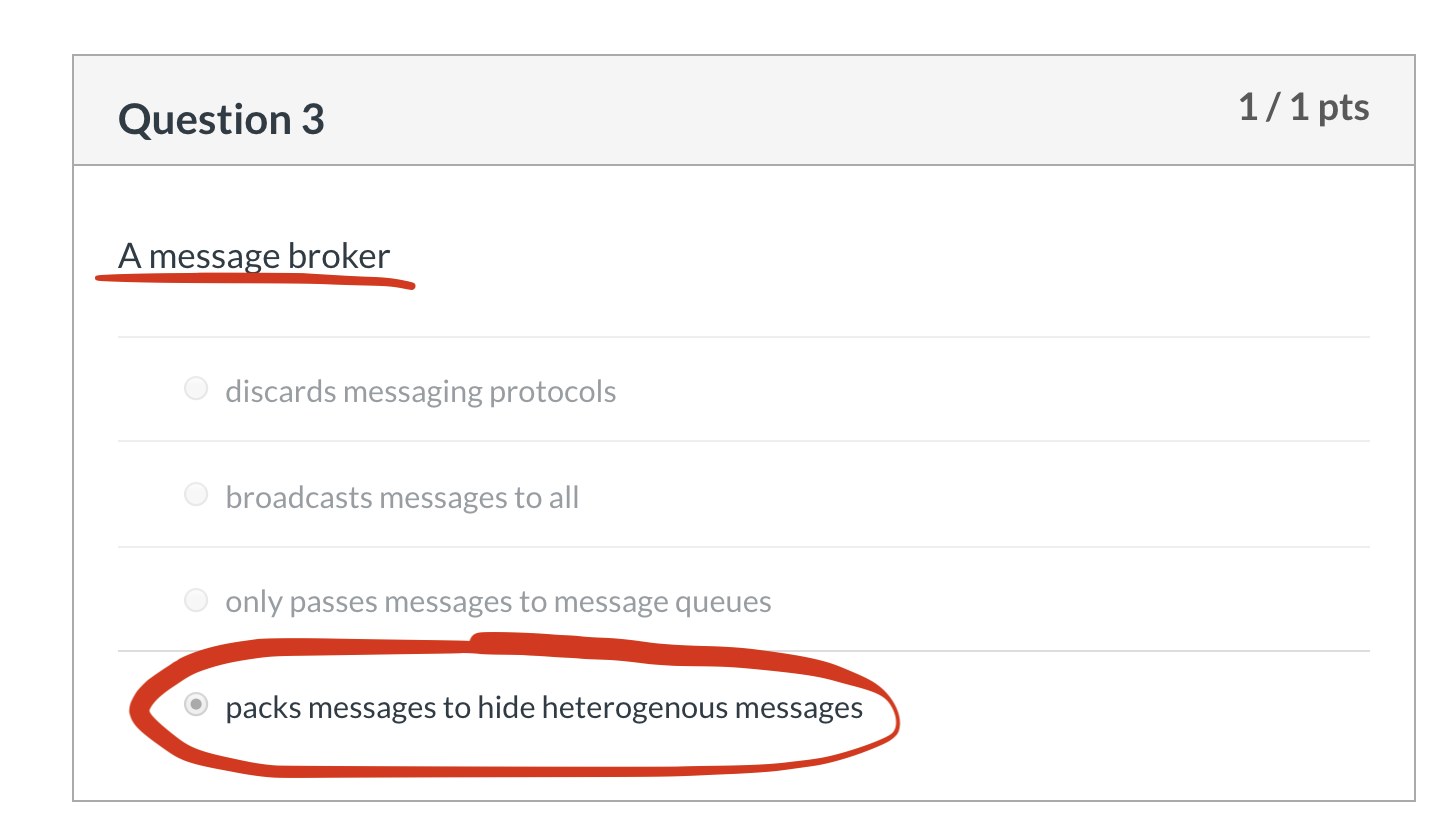 Question 3
1 / 1 pts
A message broker
discards messaging protocols
broadcasts messages to all
only passes messages to message queues
packs messages to hide heterogenous messages